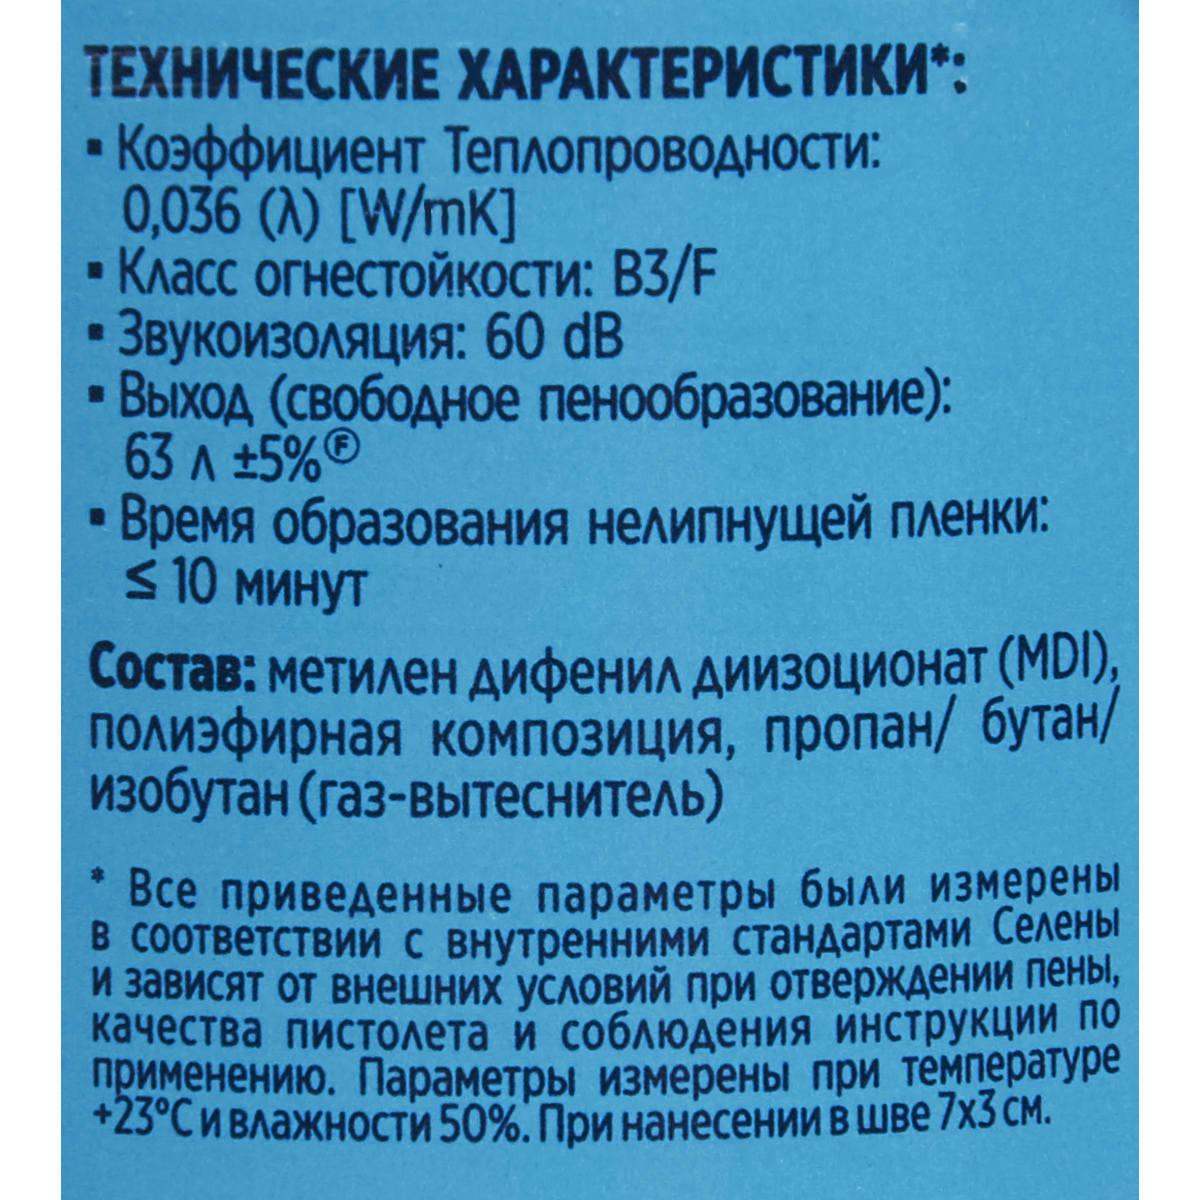 ТЕХНИЧЕСКИЕ ХАРАКТЕРИСТИКИ*:
▪ Коэффициент Теплопроводности:
0,036 (λ) [W/mK]
▪ Класс огнестойкости: B3/F
▪ Звукоизоляция: 60 dB
▪ Выход (свободное пенообразование):
63 л ±5%Ⓕ
▪ Время образования нелипнущей пленки:
≤ 10 минут
Состав: метилен дифенил диизоционат (MDI),
полиэфирная композиция, пропан/ бутан/
изобутан (газ-вытеснитель)
* Все приведенные параметры были измерены
в соответствии с внутренними стандартами Селены
и зависят от внешних условий при отверждении пены,
качества пистолета и соблюдения инструкции по
применению. Параметры измерены при температуре
+23°C и влажности 50%. При нанесении в шве 7x3 см.